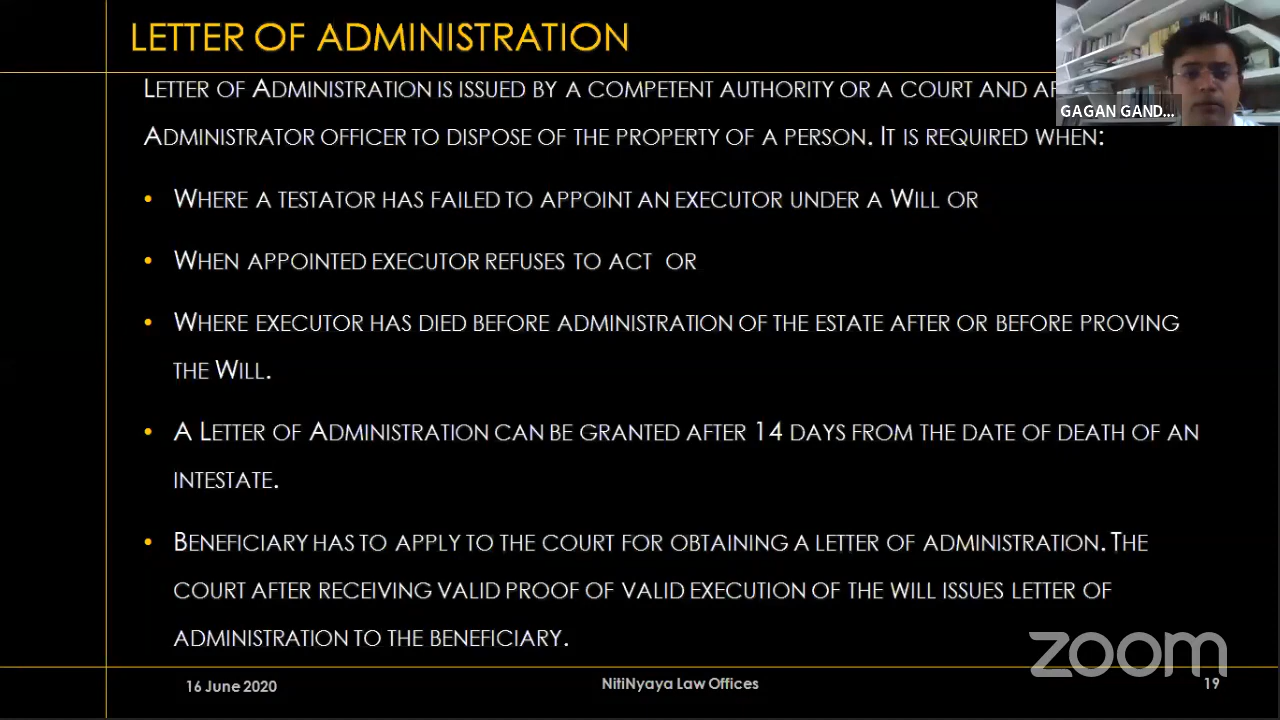 LETTER OF ADMINISTRATION
LETTER OF ADMINISTRATION IS ISSUED BY A COMPETENT AUTHORITY OR A COURT AND
GAGAN GAND...
ADMINISTRATOR OFFICER TO DISPOSE OF THE PROPERTY OF A PERSON. IT IS REQUIRED WHEN:
• WHERE A TESTATOR HAS FAILED TO APPOINT AN EXECUTOR UNDER A WILL OR
• WHEN APPOINTED EXECUTOR REFUSES TO ACT OR
• WHERE EXECUTOR HAS DIED BEFORE ADMINISTRATION OF THE ESTATE AFTER OR BEFORE PROVING
THE WILL.
• A LETTER OF ADMINISTRATION CAN BE GRANTED AFTER 14 DAYS FROM THE DATE OF DEATH OF AN
INTESTATE.
• BENEFICIARY HAS TO APPLY TO THE COURT FOR OBTAINING A LETTER OF ADMINISTRATION. THE
COURT AFTER RECEIVING VALID PROOF OF VALID EXECUTION OF THE WILL ISSUES LETTER OF
ADMINISTRATION TO THE BENEFICIARY.
zoom
16 June 2020
NitiNyaya Law Offices
19